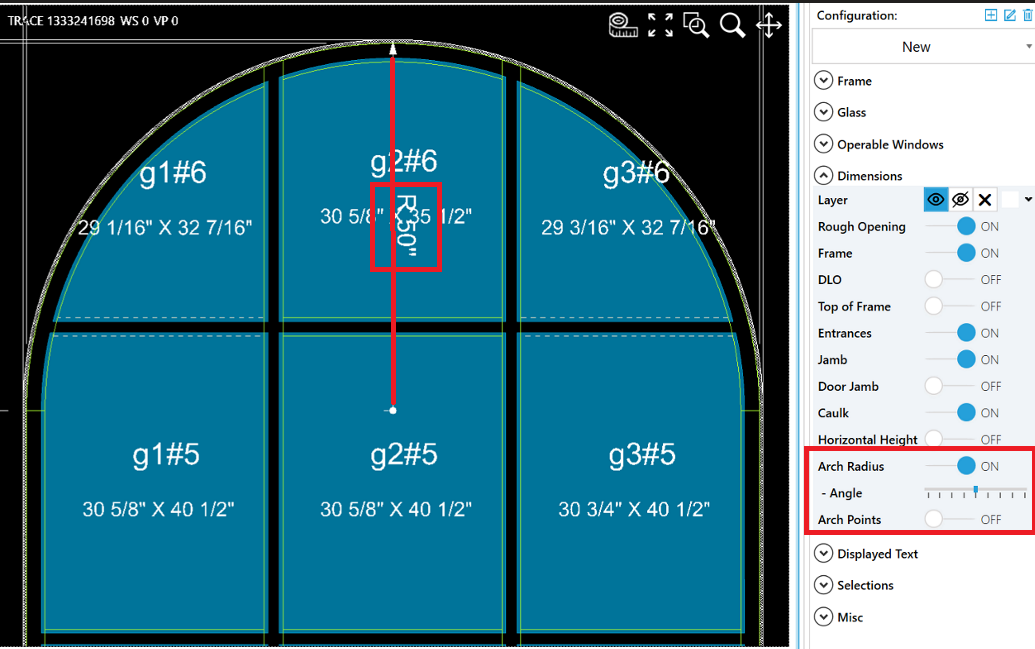 TRACE 1333241698 WS 0 VP 0
g1#6
g2#6
g3#6
29 1/16" X 32 7/16"
30 5/8" X 35 1/2"
29 3/16" X 32 7/16"
R50"
g1#5
g2#5
g3#5
30 5/8" X 40 1/2"
30 5/8" X 40 1/2"
30 3/4" X 40 1/2"
Configuration:
New
Frame
Glass
Operable Windows
Dimensions
Layer
Rough Opening ON
Frame ON
DLO OFF
Top of Frame OFF
Entrances ON
Jamb ON
Door Jamb OFF
Caulk ON
Horizontal Height OFF
Arch Radius ON
- Angle
Arch Points OFF
Displayed Text
Selections
Misc